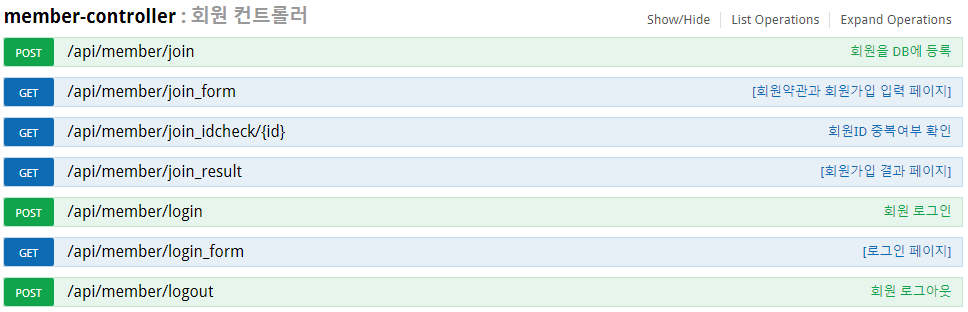 member-controller : 회원 컨트롤러 Show/Hide List Operations Expand Operations
POST /api/member/join 회원을 DB에 등록
GET /api/member/join_form [회원약관과 회원가입 입력 페이지]
GET /api/member/join_idcheck/{id} 회원ID 중복여부 확인
GET /api/member/join_result [회원가입 결과 페이지]
POST /api/member/login 회원 로그인
GET /api/member/login_form [로그인 페이지]
POST /api/member/logout 회원 로그아웃